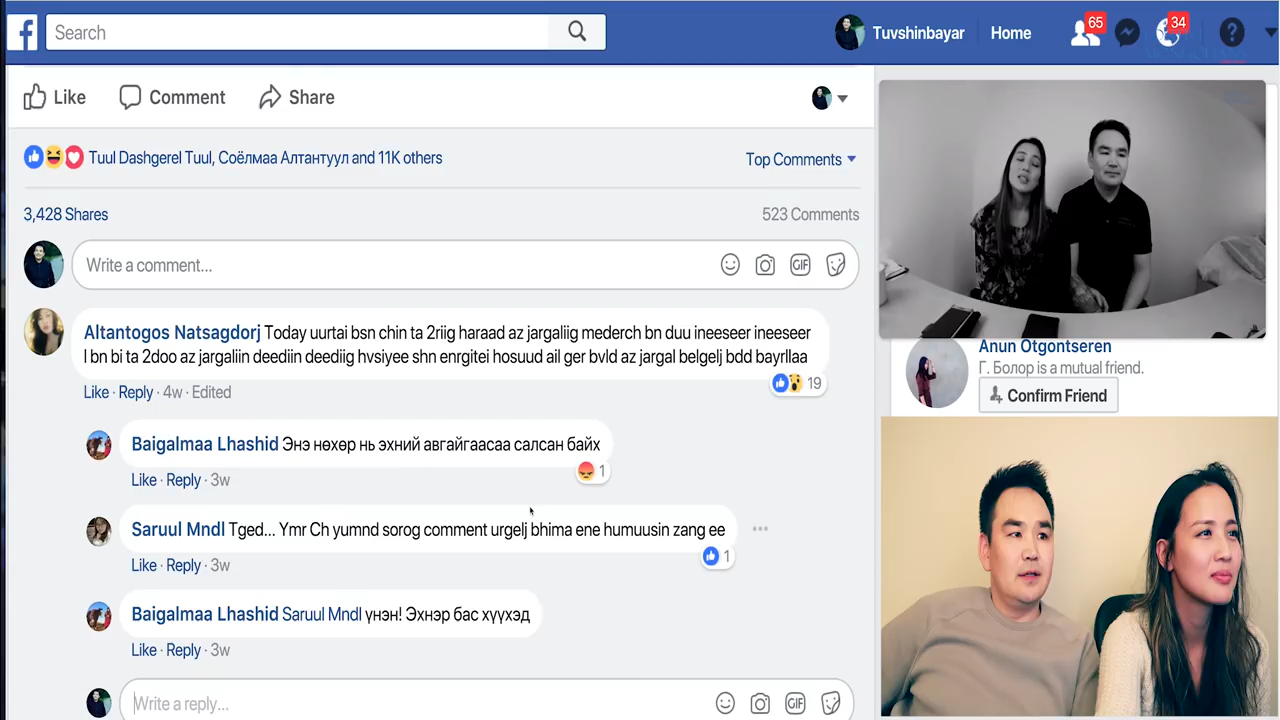 Search
Tuvshinbayar
Home
65
34
Like
Comment
Share
Tuul Dashgerel Tuul, Соёлмаа Алтантуул and 11K others
Top Comments
3,428 Shares
523 Comments
Write a comment...
GIF
Altantogos Natsagdorj Today uurtai bsn chin ta 2riig haraad az jargaliig mederch bn duu ineeseer ineeseer
l bn bi ta 2doo az jargaliin deediin deediig hvsiyee shn enrgitei hosuud ail ger bvld az jargal belgelj bdd bayrllaa
19
Like · Reply · 4w · Edited
Baigalmaa Lhashid Энэ нөхөр нь эхний авгайгаасаа салсан байх
1
Like · Reply · 3w
Saruul Mndl Tged... Ymr Ch yumnd sorog comment urgelj bhima ene humuusin zang ee
1
Like · Reply · 3w
Baigalmaa Lhashid Saruul Mndl үнэн! Эхнэр бас хүүхэд
Like · Reply · 3w
Write a reply...
GIF
Anun Otgontseren
Г. Болор is a mutual friend.
Confirm Friend